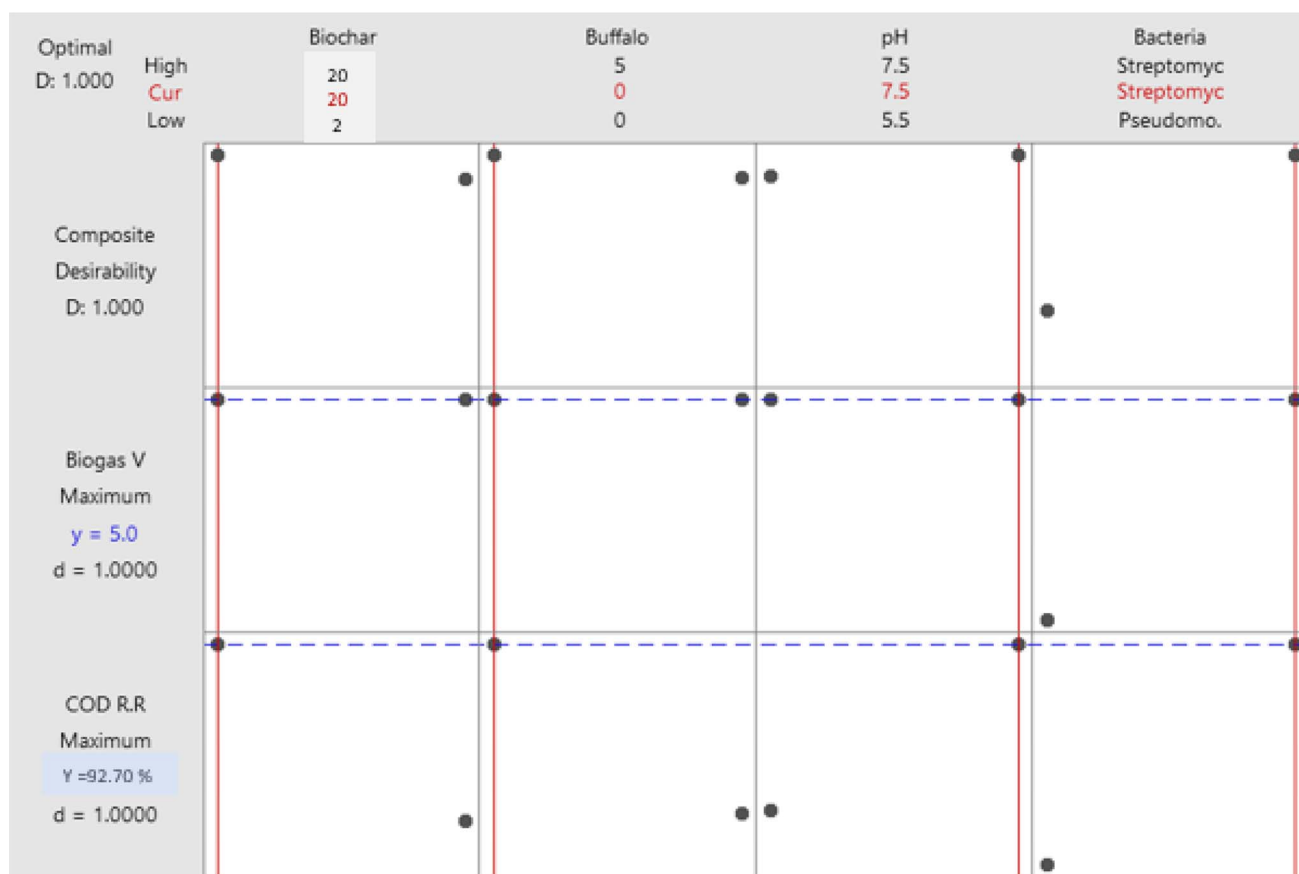 Optimal
D: 1.000
High
Cur
Low
Biochar
20
20
2
Buffalo
5
0
0
pH
7.5
7.5
5.5
Bacteria
Streptomyc
Streptomyc
Pseudomo.
Composite
Desirability
D: 1.000
Biogas V
Maximum
y = 5.0
d = 1.0000
COD R.R
Maximum
Y =92.70 %
d = 1.0000